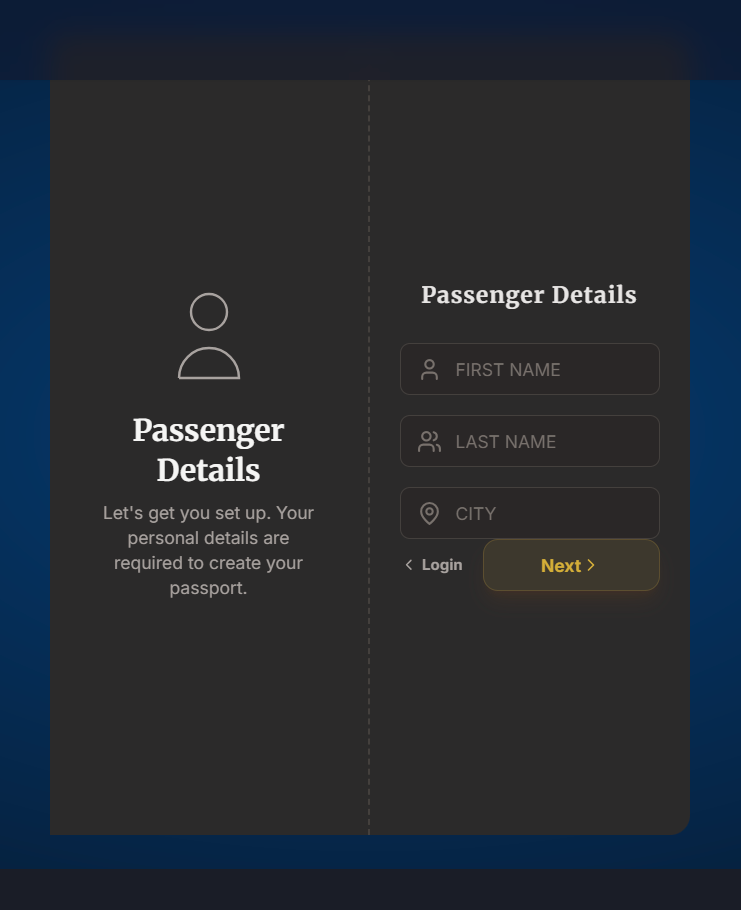 Passenger
Details
Let's get you set up. Your
personal details are
required to create your
passport.
Passenger Details
FIRST NAME
LAST NAME
CITY
Login
Next